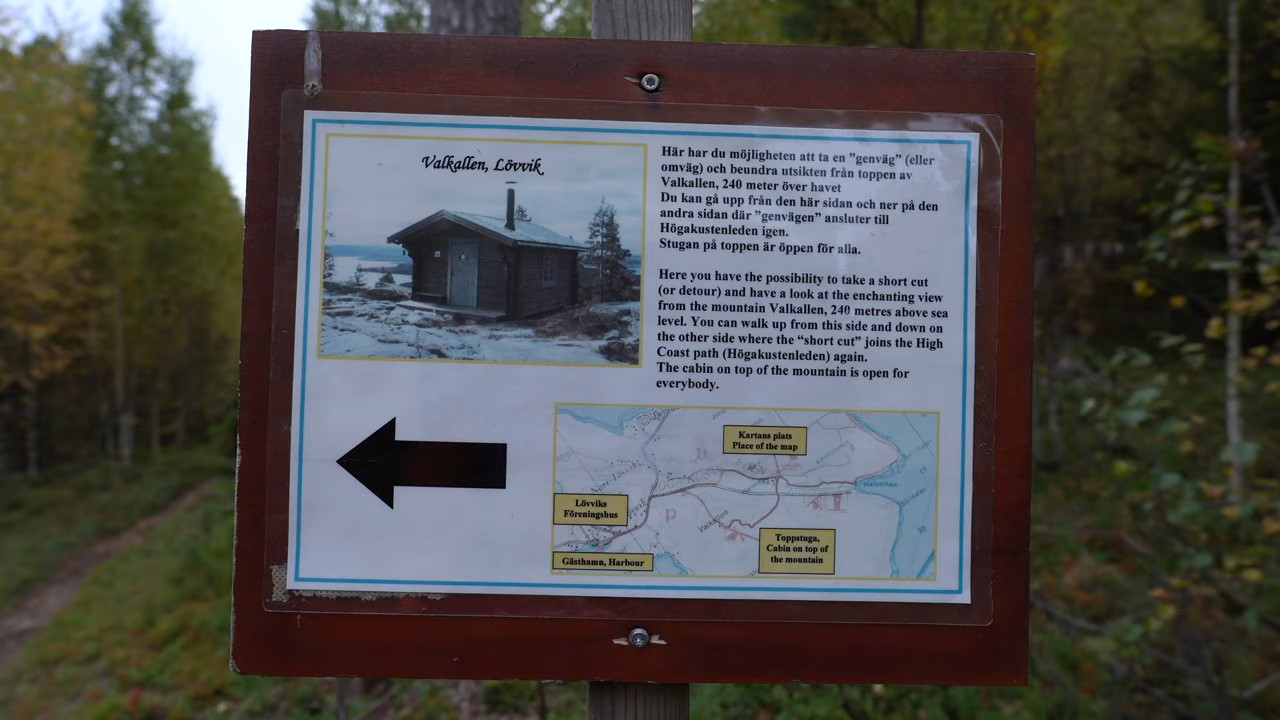 Valkallen, Lövvik
Här har du möjligheten att ta en ”genväg” (eller
omväg) och beundra utsikten från toppen av
Valkallen, 240 meter över havet
Du kan gå upp från den här sidan och ner på den
andra sidan där ”genvägen” ansluter till
Högakustenleden igen.
Stugan på toppen är öppen för alla.
Here you have the possibility to take a short cut
(or detour) and have a look at the enchanting view
from the mountain Valkallen, 240 metres above sea
level. You can walk up from this side and down on
the other side where the “short cut” joins the High
Coast path (Högakustenleden) again.
The cabin on top of the mountain is open for
everybody.
Kartans plats
Place of the map
Lövviks
Föreningshus
Valkallen
P
Toppstuga,
Cabin on top of
the mountain
Gästhamn, Harbour